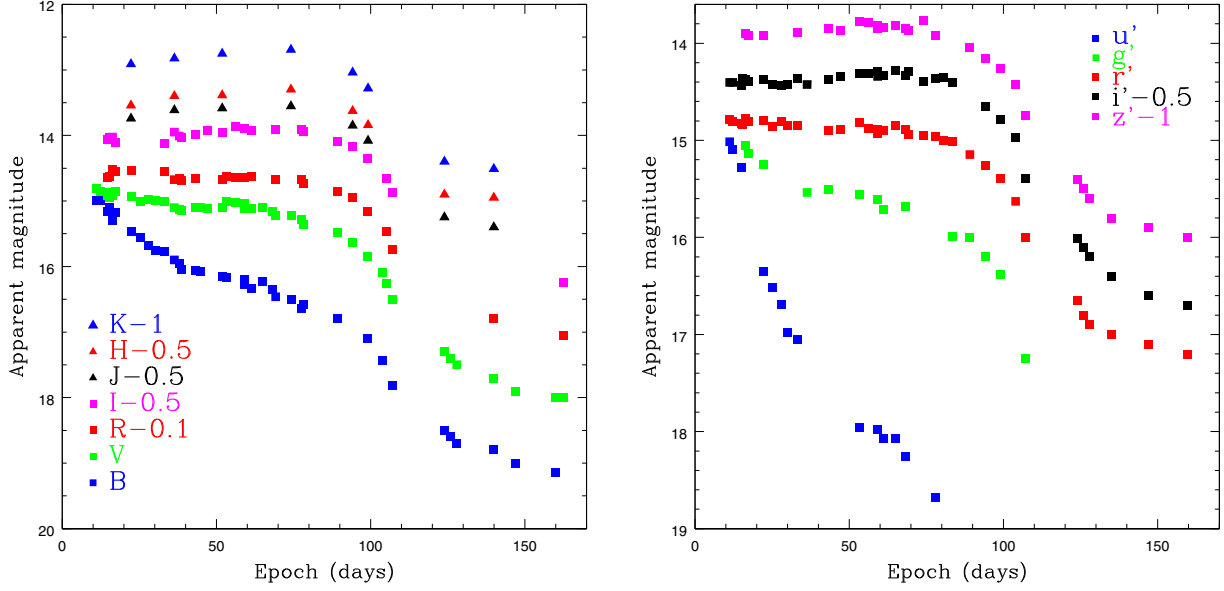 12
14
16
18
20
0
50
100
150
Apparent magnitude
Epoch (days)
K−1
H−0.5
J−0.5
I−0.5
R−0.1
V
B
14
15
16
17
18
19
0
50
100
150
Apparent magnitude
Epoch (days)
u'
g'
r'
i'−0.5
z'−1